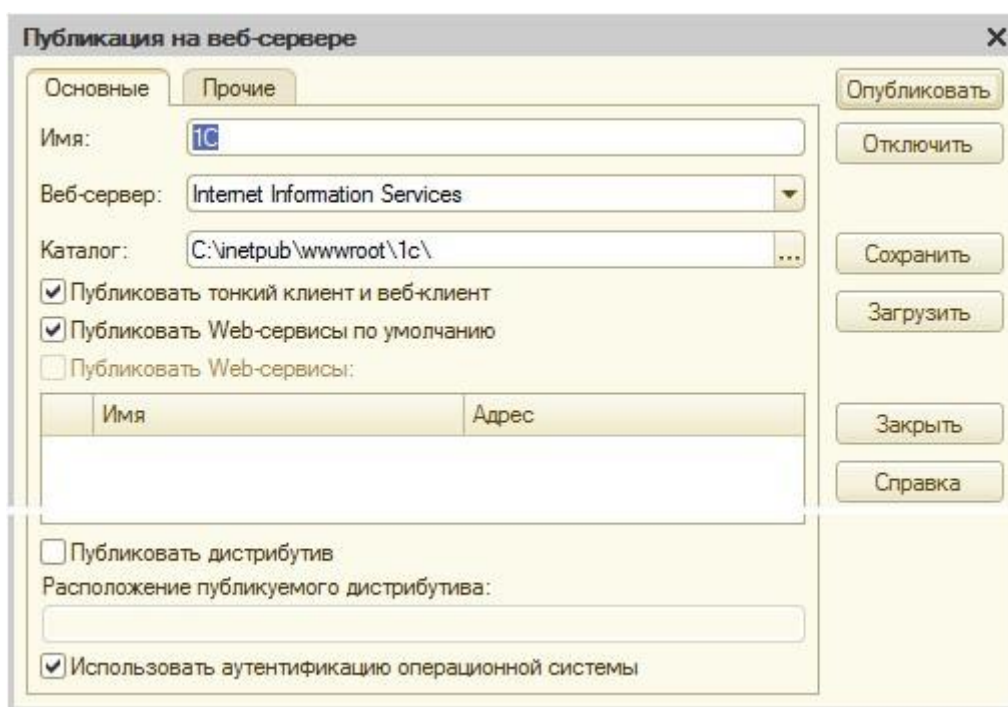 Публикация на веб-сервере
Основные
Прочие
Опубликовать
Имя:
1C
Отключить
Веб-сервер:
Internet Information Services
Каталог:
C:\inetpub\wwwroot\1c\
...
Сохранить
Публиковать тонкий клиент и веб-клиент
Загрузить
Публиковать Web-сервисы по умолчанию
Публиковать Web-сервисы:
Имя
Адрес
Закрыть
Справка
Публиковать дистрибутив
Расположение публикуемого дистрибутива:
Использовать аутентификацию операционной системы